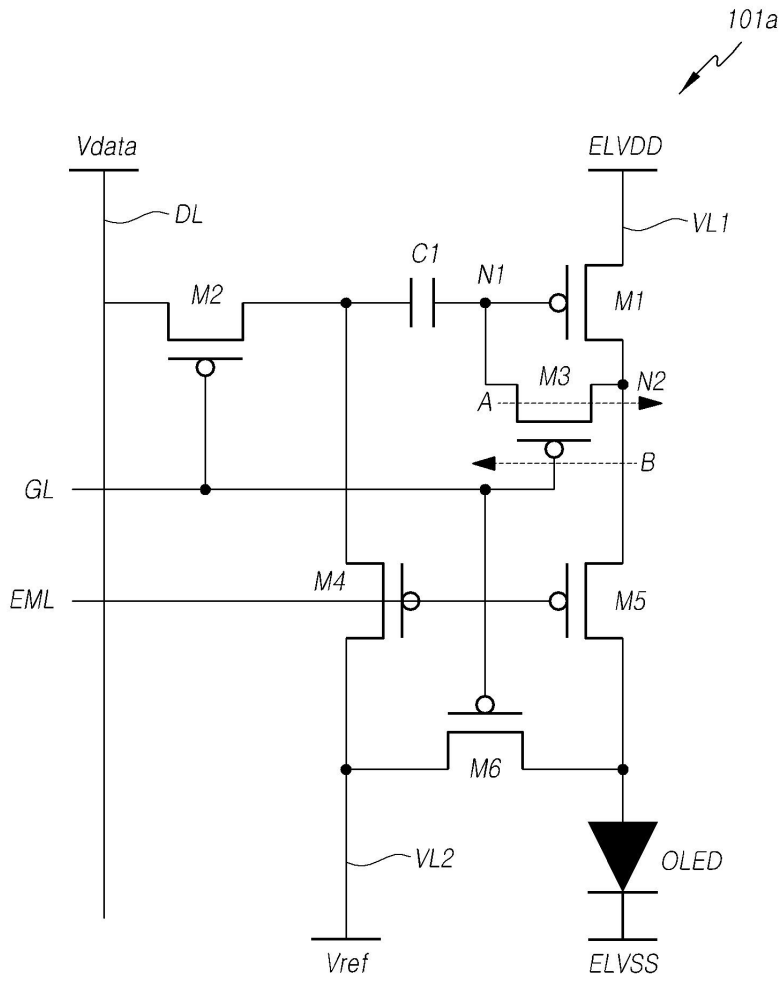 101a
Vdata
ELVDD
DL
VL1
C1
N1
M2
M1
M3
N2
A
B
GL
M4
EML
M5
M6
VL2
OLED
Vref
ELVSS